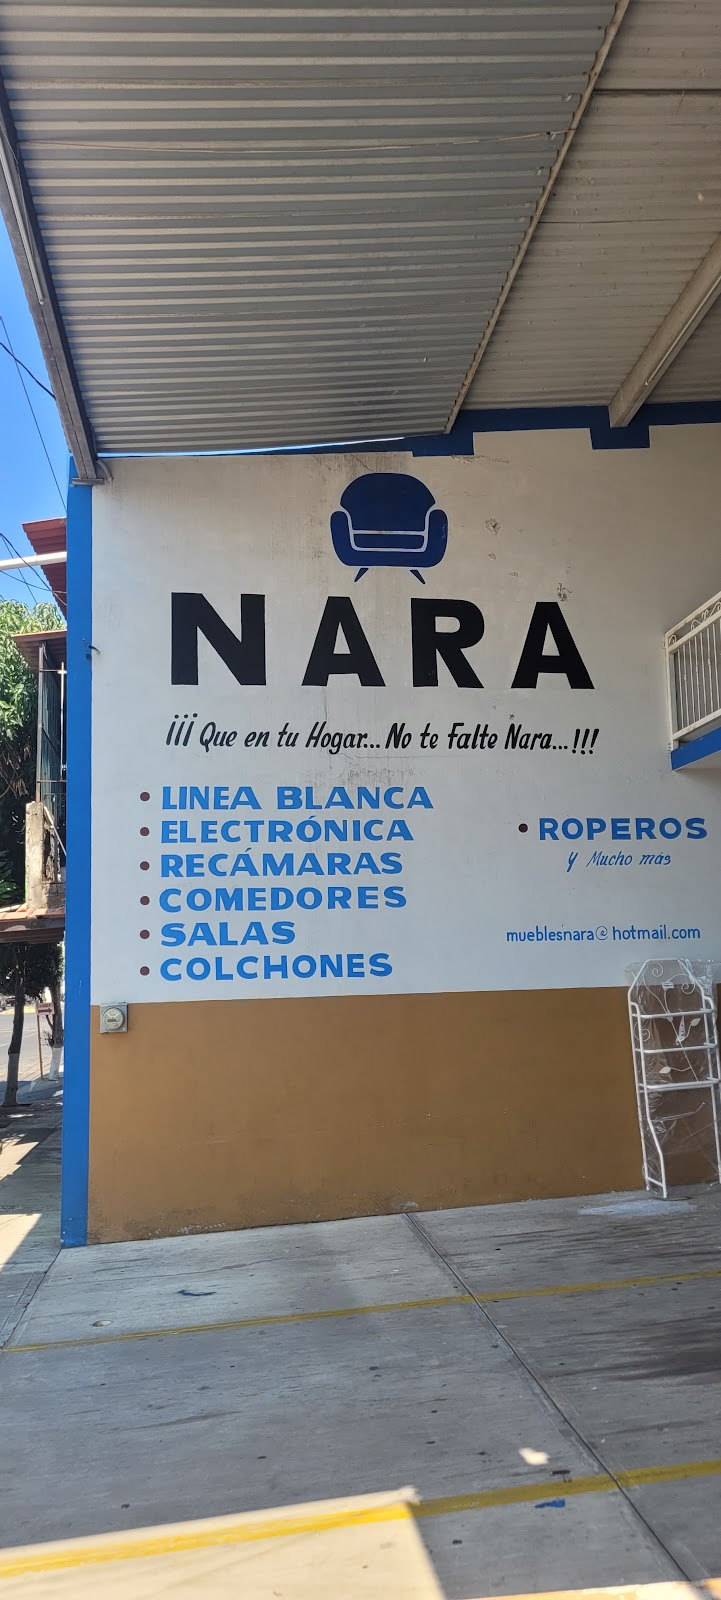 NARA
¡¡¡ Que en tu Hogar... No te Falte Nara...!!!
• LINEA BLANCA
• ELECTRÓNICA
• RECÁMARAS
• COMEDORES
• SALAS
• COLCHONES
• ROPEROS
y Mucho más
mueblesnara@hotmail.com